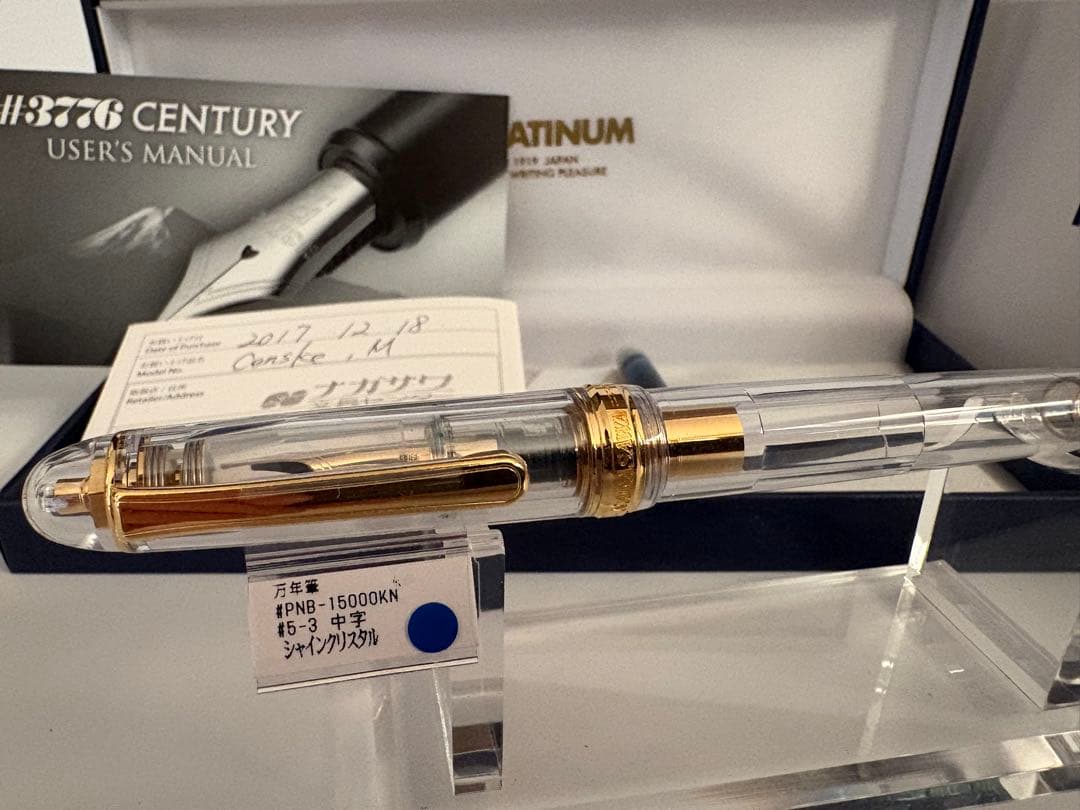 #3776 CENTURY
USER'S MANUAL
ATINUM
1919 JAPAN
WRITING PLEASURE
Date of Purchase 2017 12 18
Model No.
, M
Retailer/Address
ナガサワ
万年筆
#PNB-15000KN
#5-3 中字
シャインクリスタル